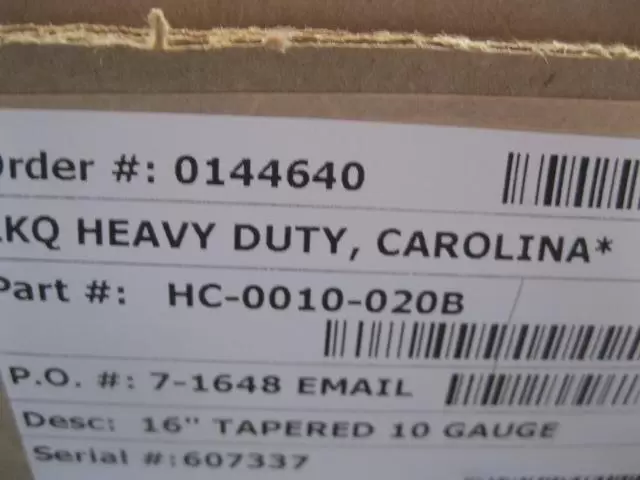 Order #: 0144640
LKQ HEAVY DUTY, CAROLINA*
Part #: HC-0010-020B
P.O. #: 7-1648 EMAIL
Desc: 16" TAPERED 10 GAUGE
Serial #:607337